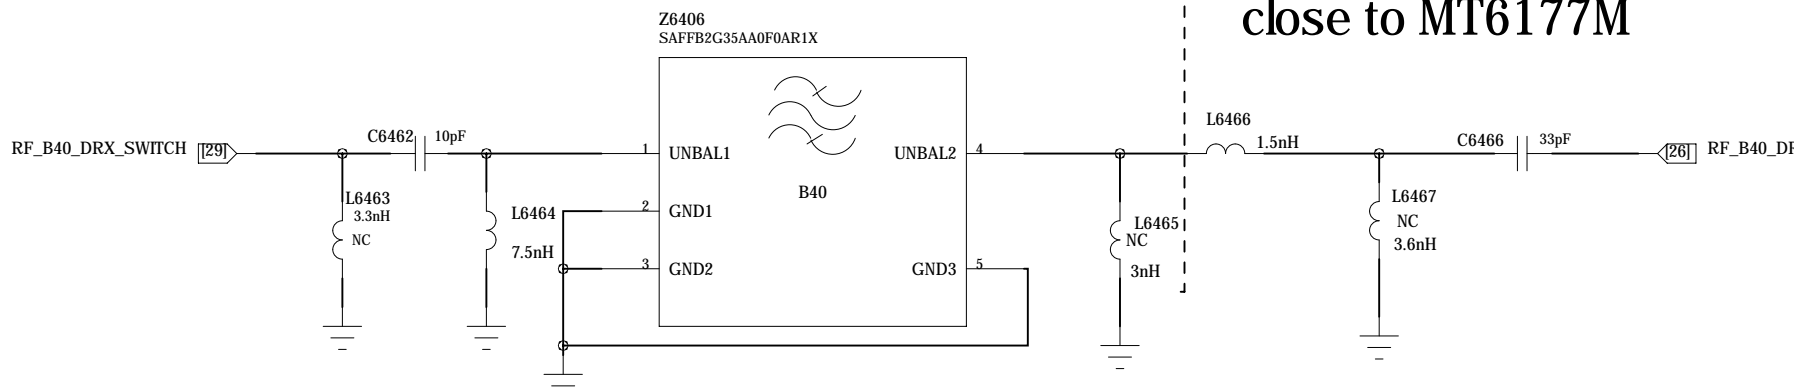 close to MT6177M
Z6406
SAFFB2G35AA0F0AR1X
RF_B40_DRX_SWITCH
[29]
C6462
10pF
1
UNBAL1
UNBAL2
4
L6466
1.5nH
C6466
33pF
[26]
L6463
3.3nH
NC
L6464
7.5nH
2
GND1
3
GND2
B40
GND3
5
L6465
NC
3nH
L6467
NC
3.6nH